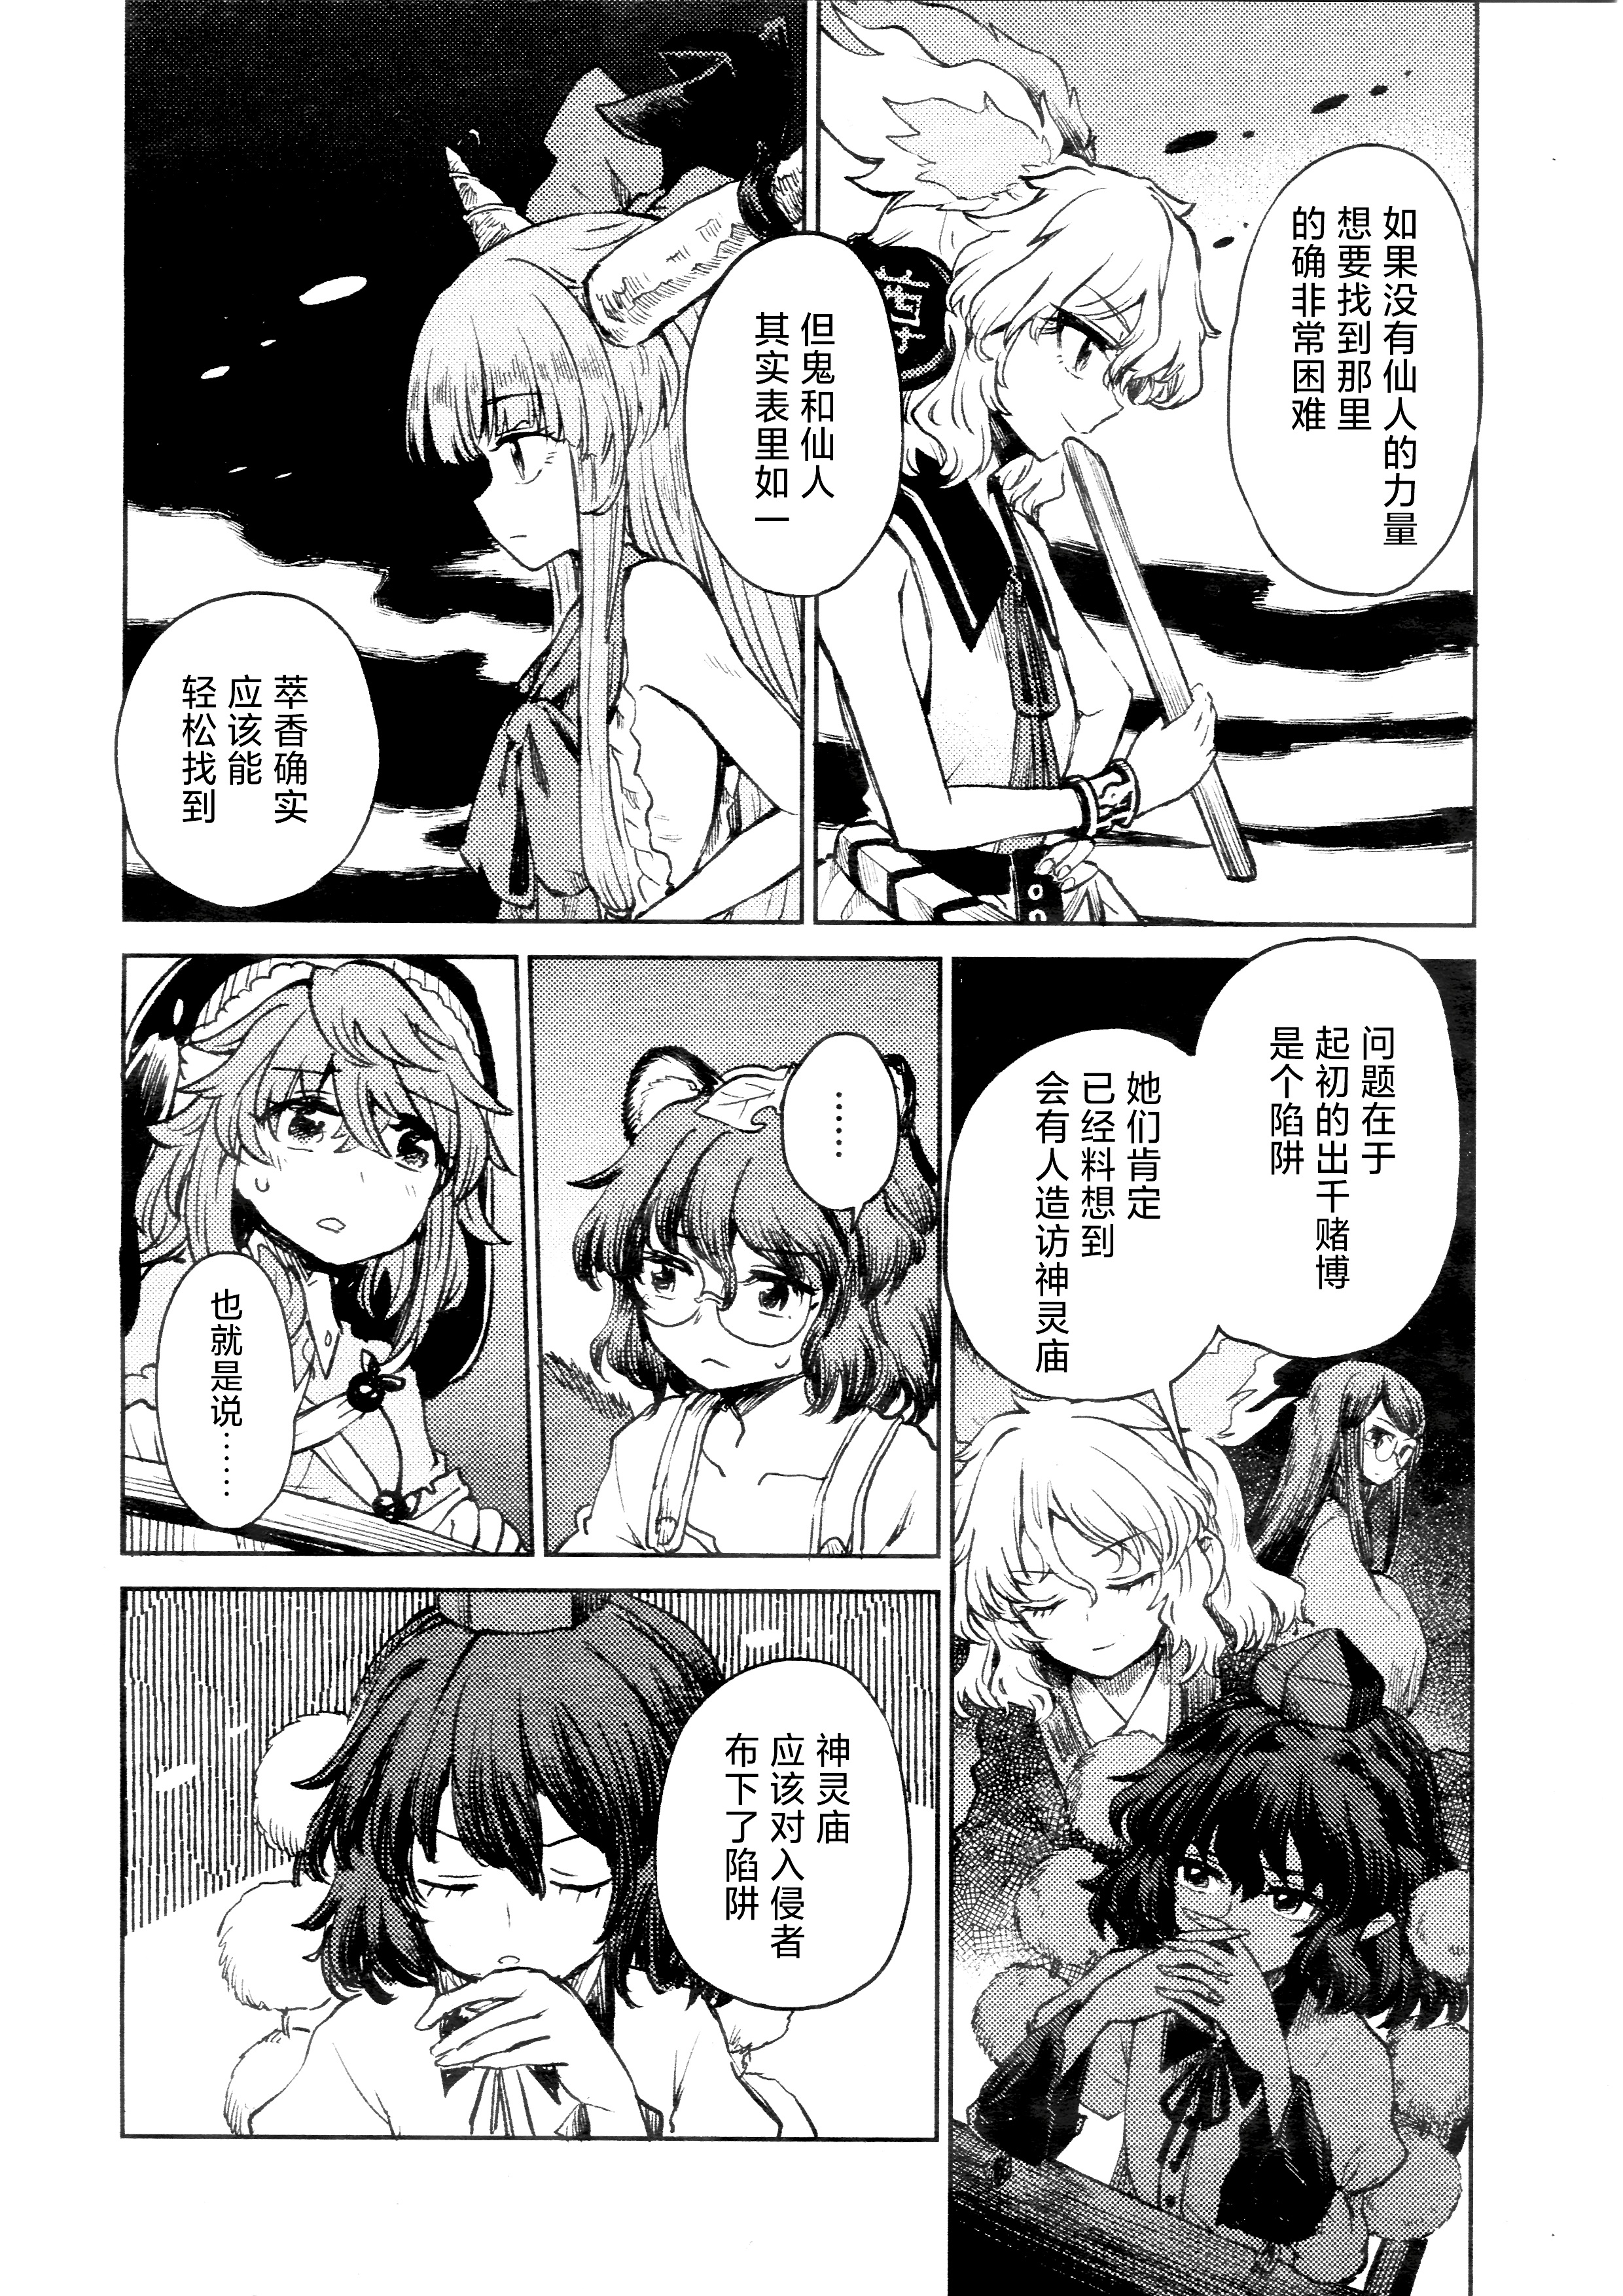 如果没有仙人的力量
想要找到那里
的确非常困难
但鬼和仙人
其实表里如一
萃香确实
应该能
轻松找到
问题在于
起初的出千赌博
是个陷阱
她们肯定
已经料想到
会有人造访神灵庙
……
也就是说……
神灵庙
应该对入侵者
布下了陷阱